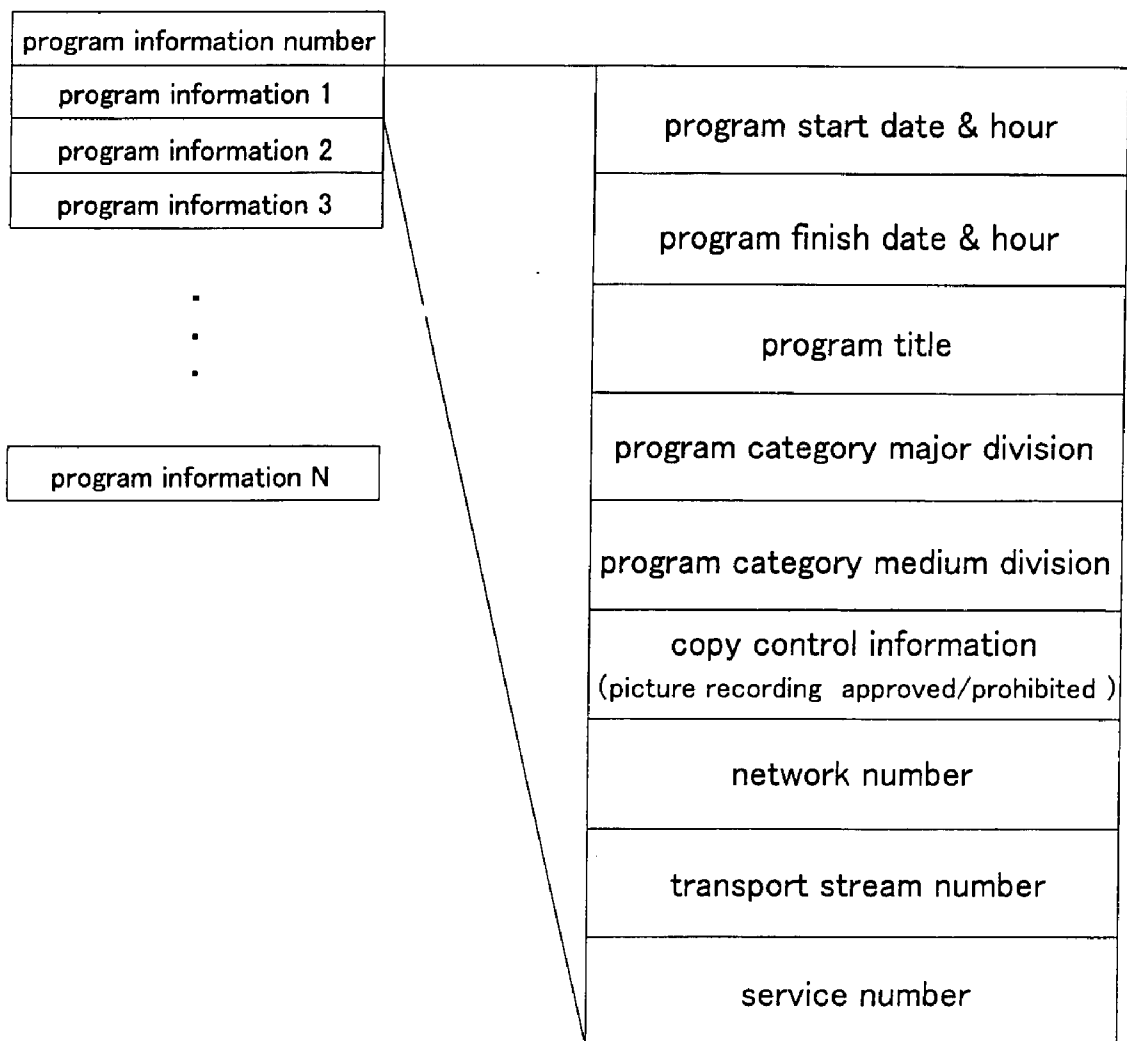 program information number
program information 1
program information 2
program information 3
program information N
program start date & hour
program finish date & hour
program title
program category major division
program category medium division
copy control information
(picture recording approved/prohibited)
network number
transport stream number
service number